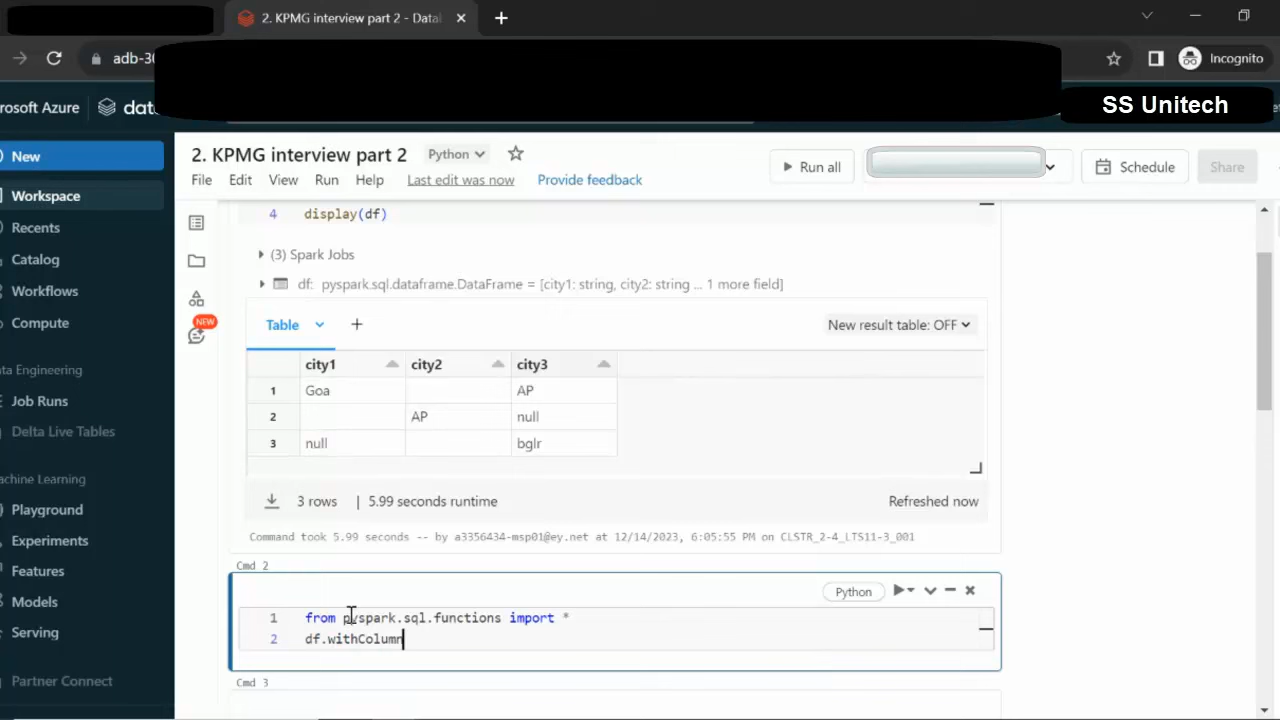 2. KPMG interview part 2 - Datal
adb-30
Incognito
rosoft Azure
data
SS Unitech
New
2. KPMG interview part 2
Python
Run all
Schedule
Share
Workspace
File Edit View Run Help Last edit was now Provide feedback
Recents
4 display(df)
Catalog
(3) Spark Jobs
Workflows
df: pyspark.sql.dataframe.DataFrame = [city1: string, city2: string ... 1 more field]
Compute
NEW
Table
New result table: OFF
city1 city2 city3
ata Engineering
1 Goa AP
Job Runs
2 AP null
Delta Live Tables
3 null bglr
achine Learning
3 rows | 5.99 seconds runtime
Refreshed now
Playground
Command took 5.99 seconds -- by a3356434-msp01@ey.net at 12/14/2023, 6:05:55 PM on CLSTR_2-4_LTS11-3_001
Experiments
Cmd 2
Features
Python
Models
1 from pyspark.sql.functions import *
Serving
2 df.withColumn
Partner Connect
Cmd 3